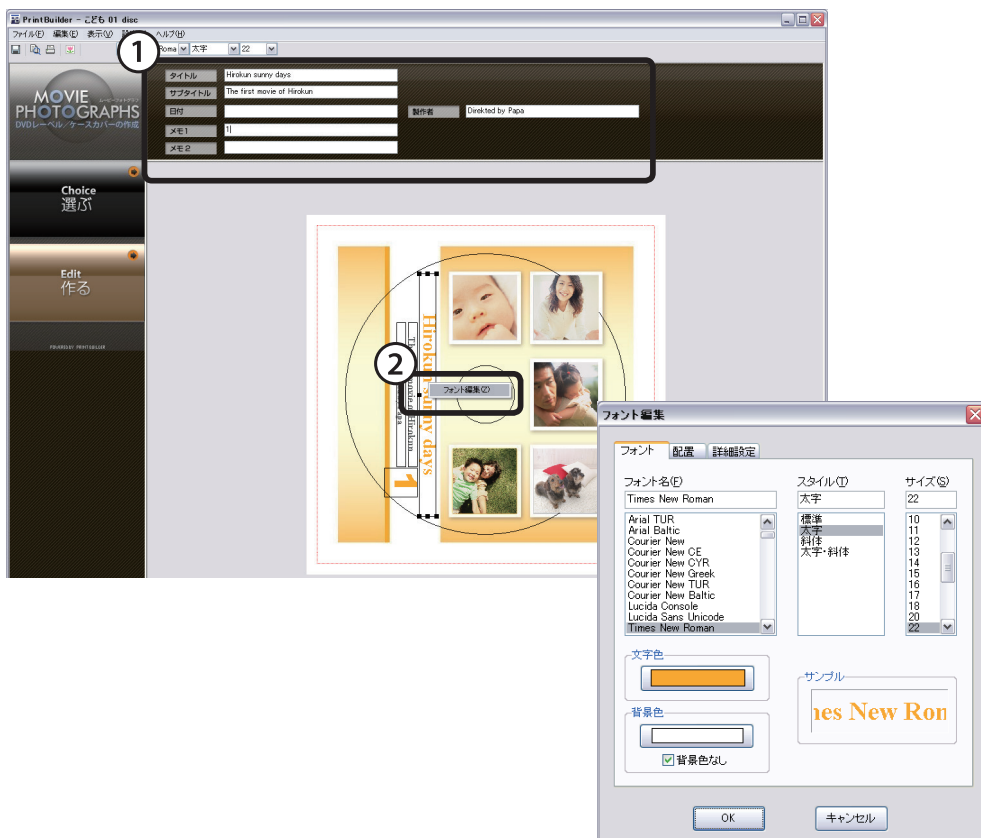 PrintBuilder - こども 01 disc
ファイル(F) 編集(E) 表示(V) ヘルプ(H)
Roma 太字 22
1
タイトル Hirokun sunny days
サブタイトル The first movie of Hirokun
日付 製作者 Direkted by Papa
メモ1 1
メモ2
MOVIE
PHOTOGRAPHS
DVDレーベル/ケースカバーの作成
Choice
選ぶ
Edit
作る
POWERED BY PRINTBUILDER
Hirokun sunny days
1
2
フォント編集(Z)
フォント編集
フォント 配置 詳細設定
フォント名(F) スタイル(T) サイズ(S)
Times New Roman 太字 22
Arial TUR 標準 10
Arial Baltic 太字 11
Courier New 斜体 12
Courier New CE 太字・斜体 13
Courier New CYR 14
Courier New Greek 15
Courier New TUR 16
Courier New Baltic 17
Lucida Console 18
Lucida Sans Unicode 20
Times New Roman 22
文字色
サンプル
nes New Ron
背景色
背景色なし
OK キャンセル